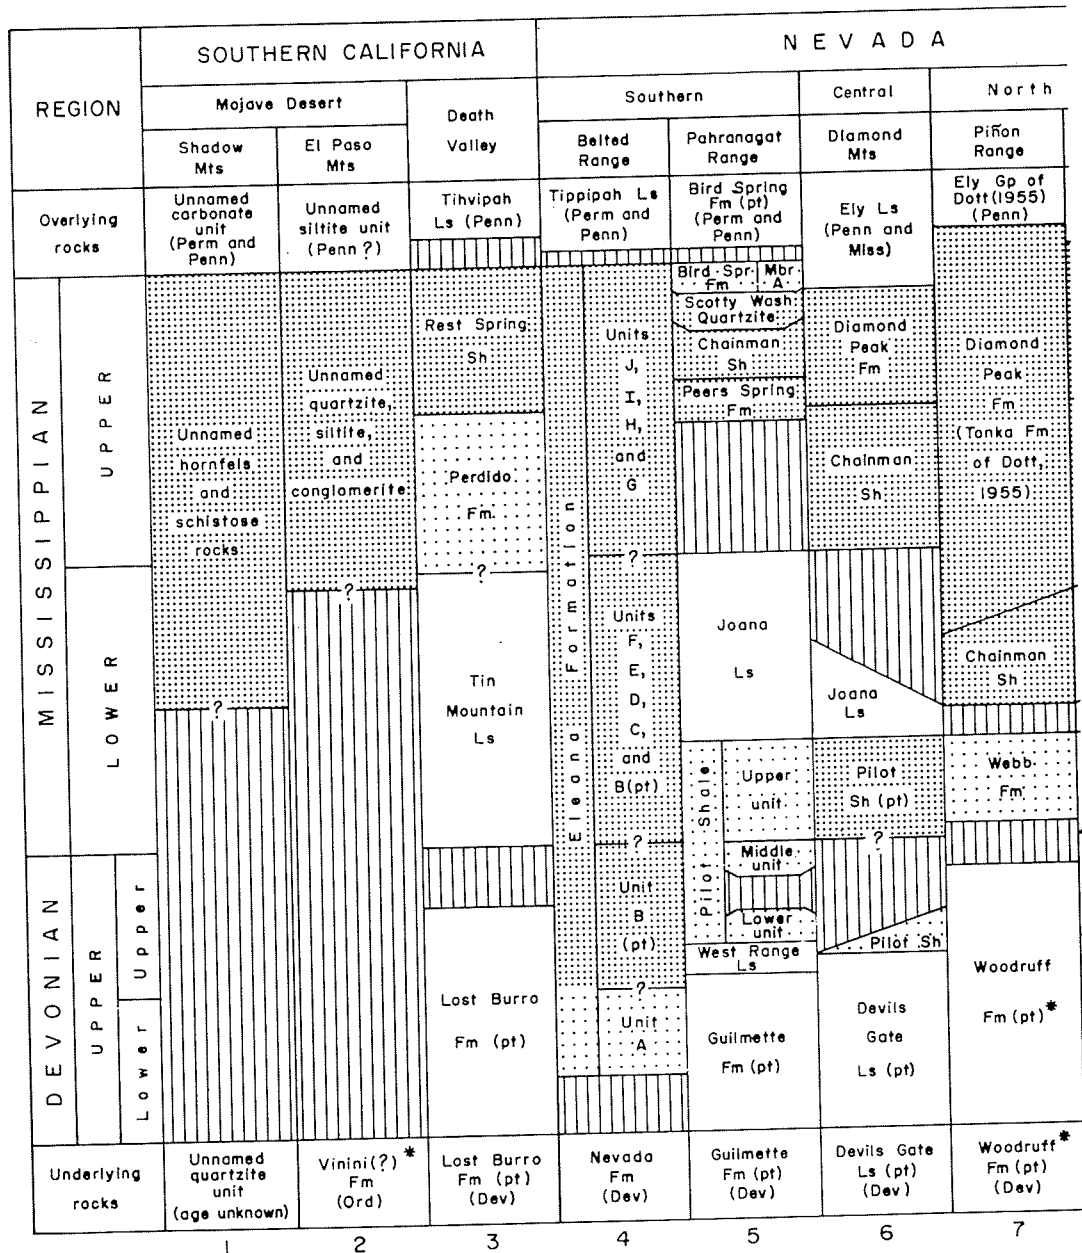 SOUTHERN CALIFORNIA
NEVADA
REGION
Mojave Desert
Death
Valley
Southern
Central
North
Shadow
Mts
El Paso
Mts
Belted
Range
Pahranagat
Range
Diamond
Mts
Piñon
Range
Overlying
rocks
Unnamed
carbonate
unit
(Perm and
Penn)
Unnamed
siltite unit
(Penn?)
Tihvipah
Ls (Penn)
Tippipah Ls
(Perm and
Penn)
Bird Spring
Fm (pt)
(Perm and
Penn)
Ely Ls
(Penn and
Miss)
Ely Gp of
Dott (1955)
(Penn)
MISSISSIPPIAN
UPPER
LOWER
Unnamed
hornfels
and
schistose
rocks
?
Unnamed
quartzite,
siltite,
and
conglomerite
?
Rest Spring
Sh
Perdido
Fm
?
Tin
Mountain
Ls
Eleana Formation
Units
J,
I,
H,
and
G
?
Units
F,
E,
D,
C,
and
B(pt)
?
Unit
B
(pt)
?
Unit
A
Bird Spr
Fm
Mbr
A
Scotty Wash
Quartzite
Chainman
Sh
Peers Spring
Fm
Joana
Ls
Pilot Shale
Upper
unit
Middle
unit
Lower
unit
West Range
Ls
Guilmette
Fm (pt)
Diamond
Peak
Fm
Chainman
Sh
Joana
Ls
Pilot
Sh (pt)
?
Pilot Sh
Devils
Gate
Ls (pt)
Diamond
Peak
Fm
(Tonka Fm
of Dott,
1955)
Chainman
Sh
Webb
Fm
Woodruff
Fm (pt)*
DEVONIAN
UPPER
Upper
Lower
Lost Burro
Fm (pt)
Underlying
rocks
Unnamed
quartzite
unit
(age unknown)
Vinini(?)*
Fm
(Ord)
Lost Burro
Fm (pt)
(Dev)
Nevada
Fm
(Dev)
Guilmette
Fm (pt)
(Dev)
Devils Gate
Ls (pt)
(Dev)
Woodruff*
Fm (pt)
(Dev)
1 2 3 4 5 6 7